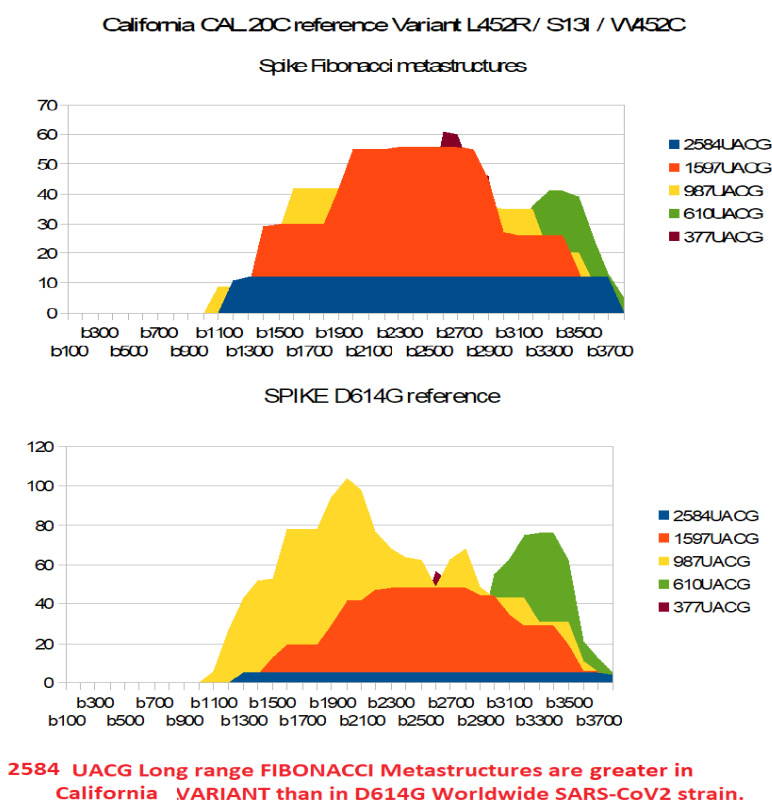 California CAL.20C reference Variant L452R / S13I / W452C
Spike Fibonacci metastructures
70
60
50
40
30
20
10
0
2584UACG
1597UACG
987UACG
610UACG
377UACG
b300 b700 b1100 b1500 b1900 b2300 b2700 b3100 b3500
b100 b500 b900 b1300 b1700 b2100 b2500 b2900 b3300 b3700
SPIKE D614G reference
120
100
80
60
40
20
0
2584UACG
1597UACG
987UACG
610UACG
377UACG
b300 b700 b1100 b1500 b1900 b2300 b2700 b3100 b3500
b100 b500 b900 b1300 b1700 b2100 b2500 b2900 b3300 b3700
2584 UACG Long range FIBONACCI Metastructures are greater in
California VARIANT than in D614G Worldwide SARS-CoV2 strain.